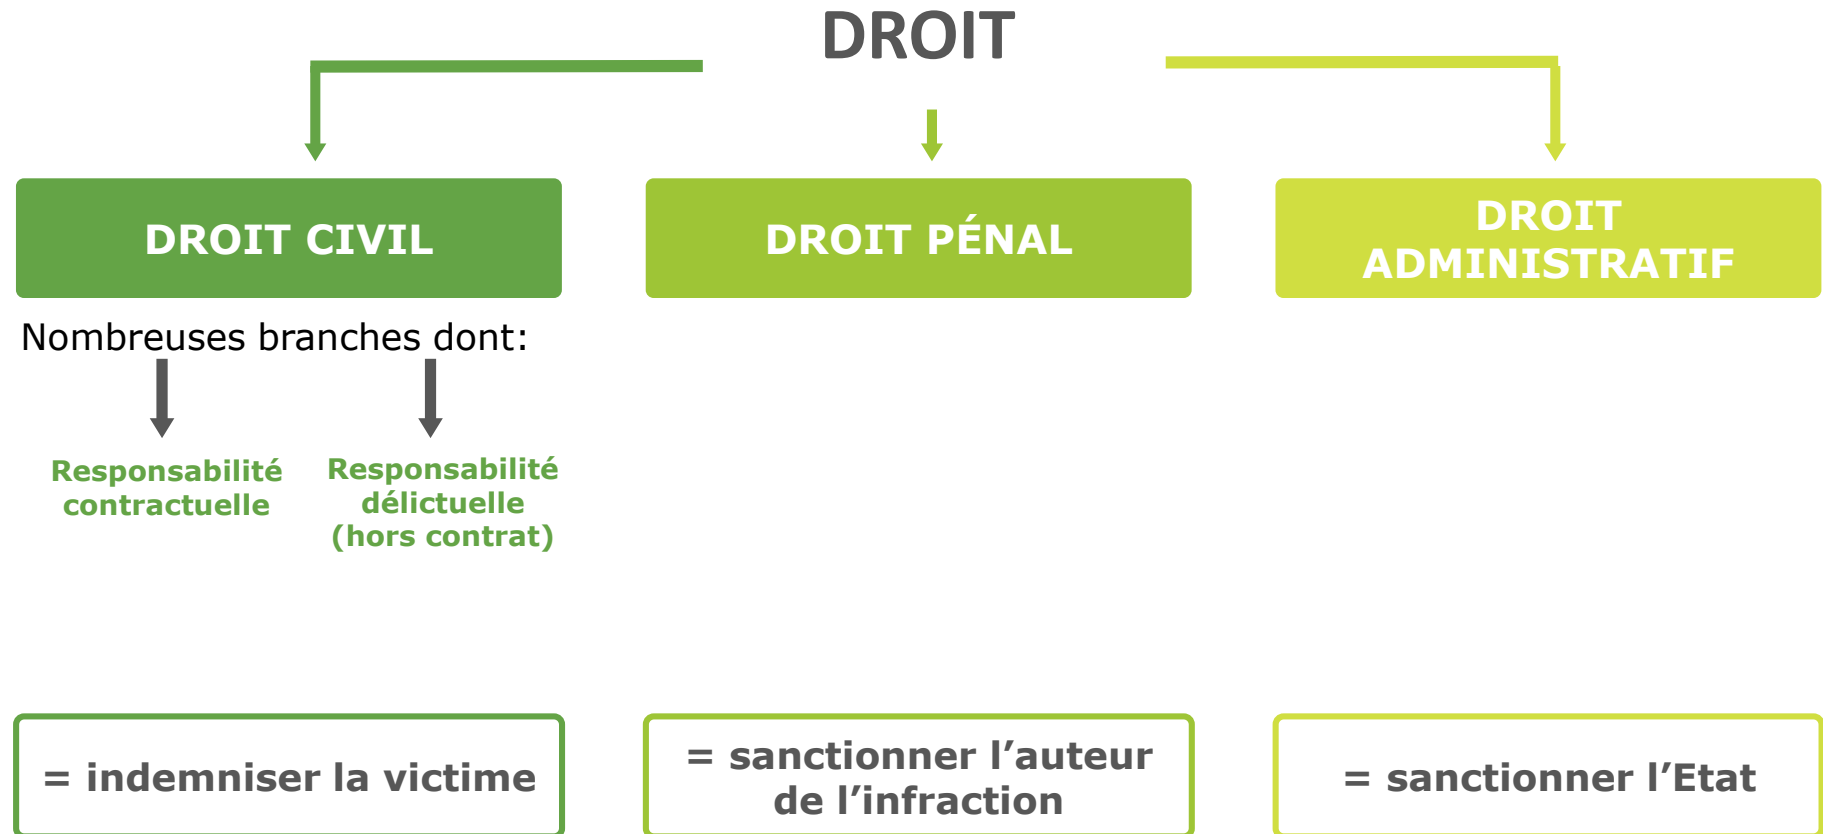 DROIT
DROIT CIVIL
DROIT PÉNAL
DROIT
ADMINISTRATIF
Nombreuses branches dont:
Responsabilité
contractuelle
Responsabilité
délictuelle
(hors contrat)
= indemniser la victime
= sanctionner l’auteur
de l’infraction
= sanctionner l’Etat